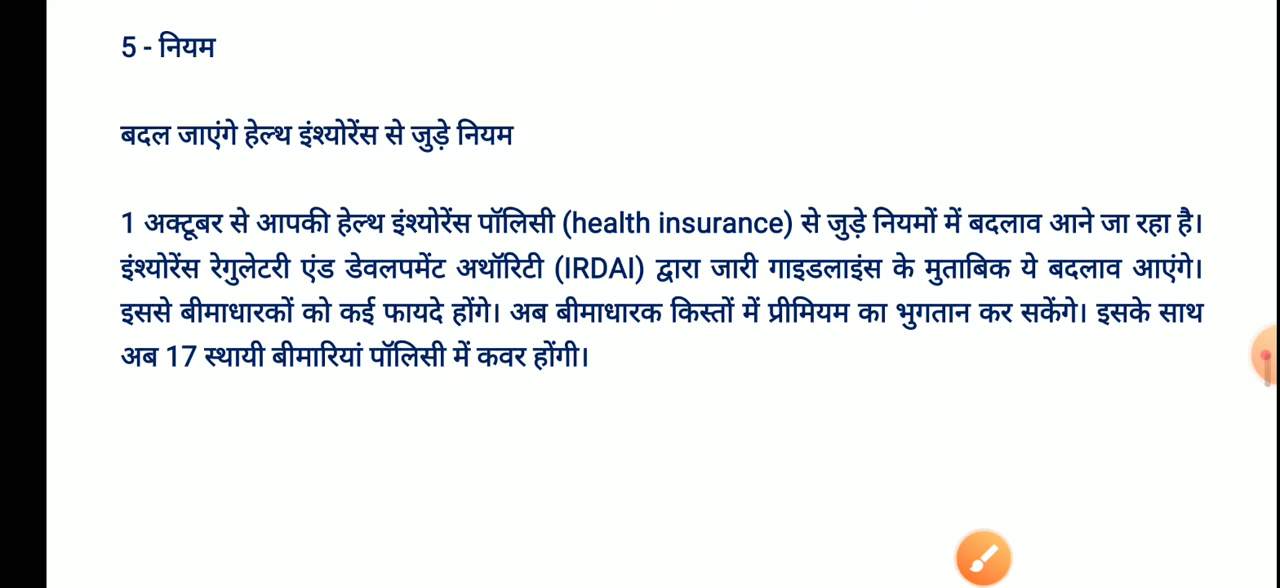 5 - नियम
बदल जाएंगे हेल्थ इंश्योरेंस से जुड़े नियम
1 अक्टूबर से आपकी हेल्थ इंश्योरेंस पॉलिसी (health insurance) से जुड़े नियमों में बदलाव आने जा रहा है।
इंश्योरेंस रेगुलेटरी एंड डेवलपमेंट अथॉरिटी (IRDAI) द्वारा जारी गाइडलाइंस के मुताबिक ये बदलाव आएंगे।
इससे बीमाधारकों को कई फायदे होंगे। अब बीमाधारक किस्तों में प्रीमियम का भुगतान कर सकेंगे। इसके साथ
अब 17 स्थायी बीमारियां पॉलिसी में कवर होंगी।